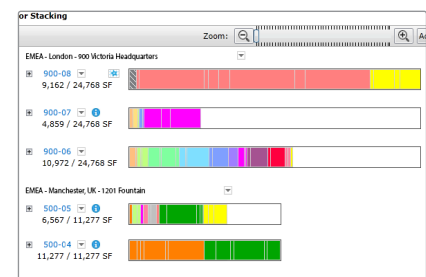 or Stacking
Zoom:
Ad
EMEA - London - 900 Victoria Headquarters
900-08
9,162 / 24,768 SF
900-07
4,859 / 24,768 SF
900-06
10,972 / 24,768 SF
EMEA - Manchester, UK - 1201 Fountain
500-05
6,567 / 11,277 SF
500-04
11,277 / 11,277 SF